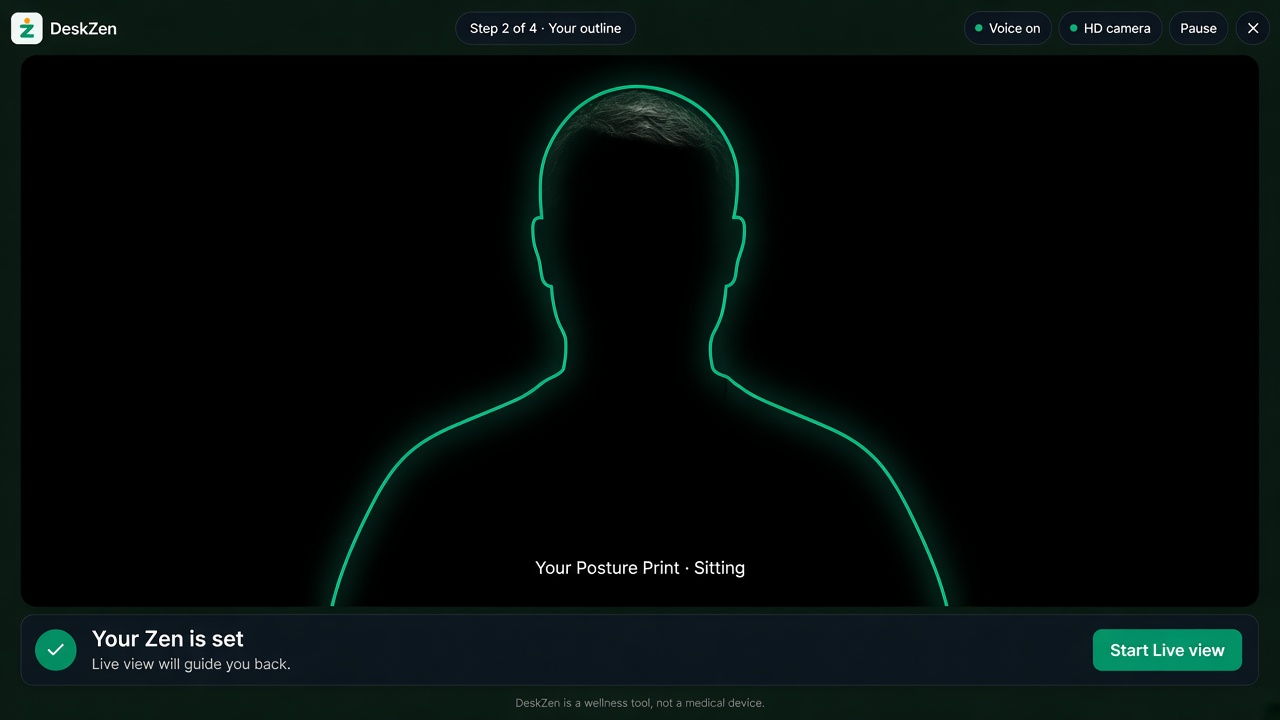 DeskZen
Step 2 of 4 · Your outline
Voice on
HD camera
Pause
Your Posture Print · Sitting
Your Zen is set
Live view will guide you back.
Start Live view
DeskZen is a wellness tool, not a medical device.